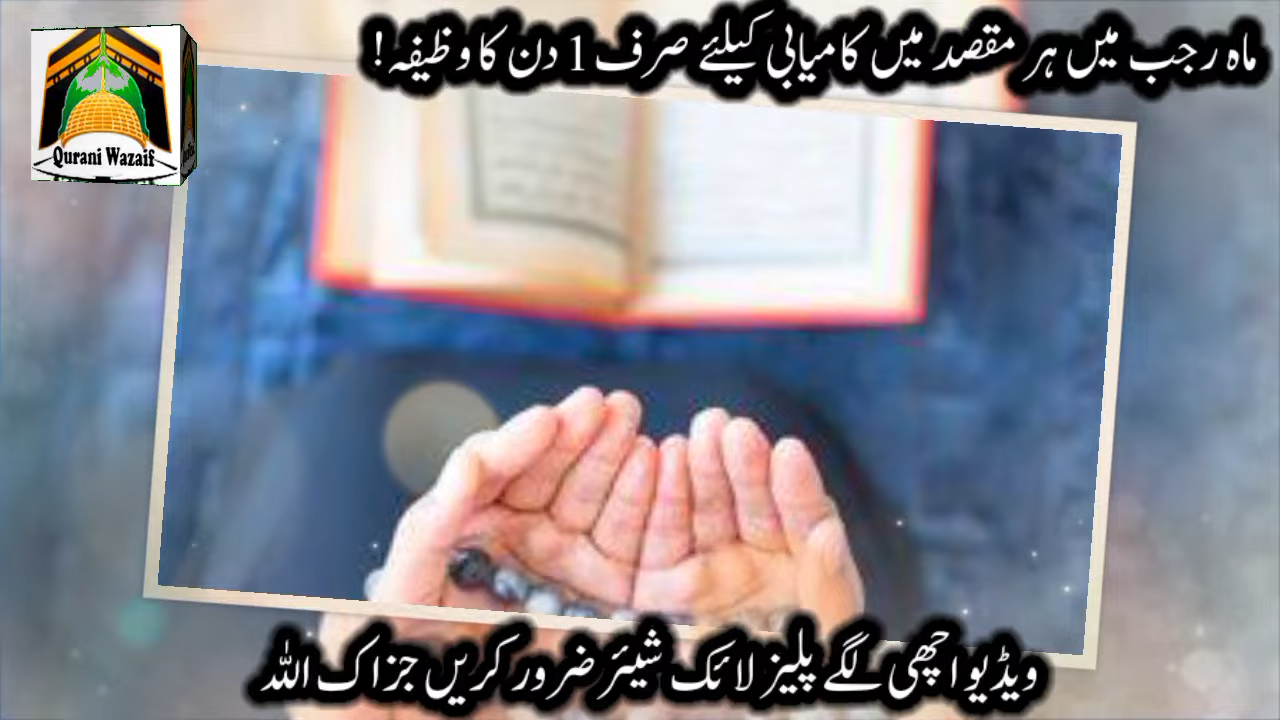 ماہ رجب میں ہر مقصد میں کامیابی کیلئے صرف 1 دن کا وظیفہ!
Qurani Wazaif
ویڈیو اچھی لگے پلیز لائک شیئر ضرور کریں جزاک اللہ